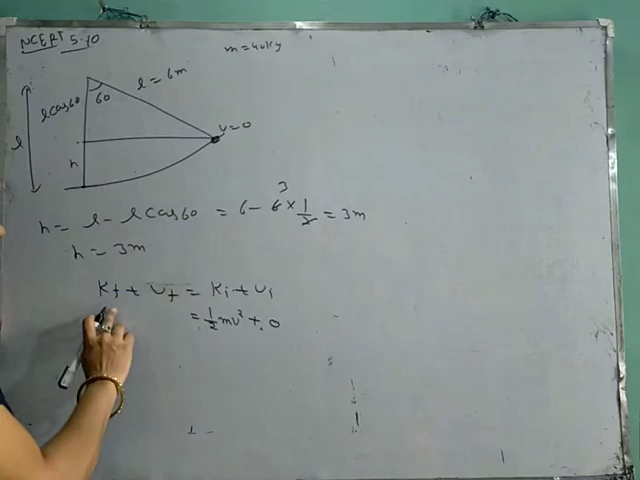 NCERT 5.10
m = 40kg
l = 6m
l cos60
60
v = 0
l
h
h = l - l cos60 = 6 - 6 3 × 1/2 = 3m
h = 3m
Kf + Uf = Ki + Ui
= 1/2 mv² + 0